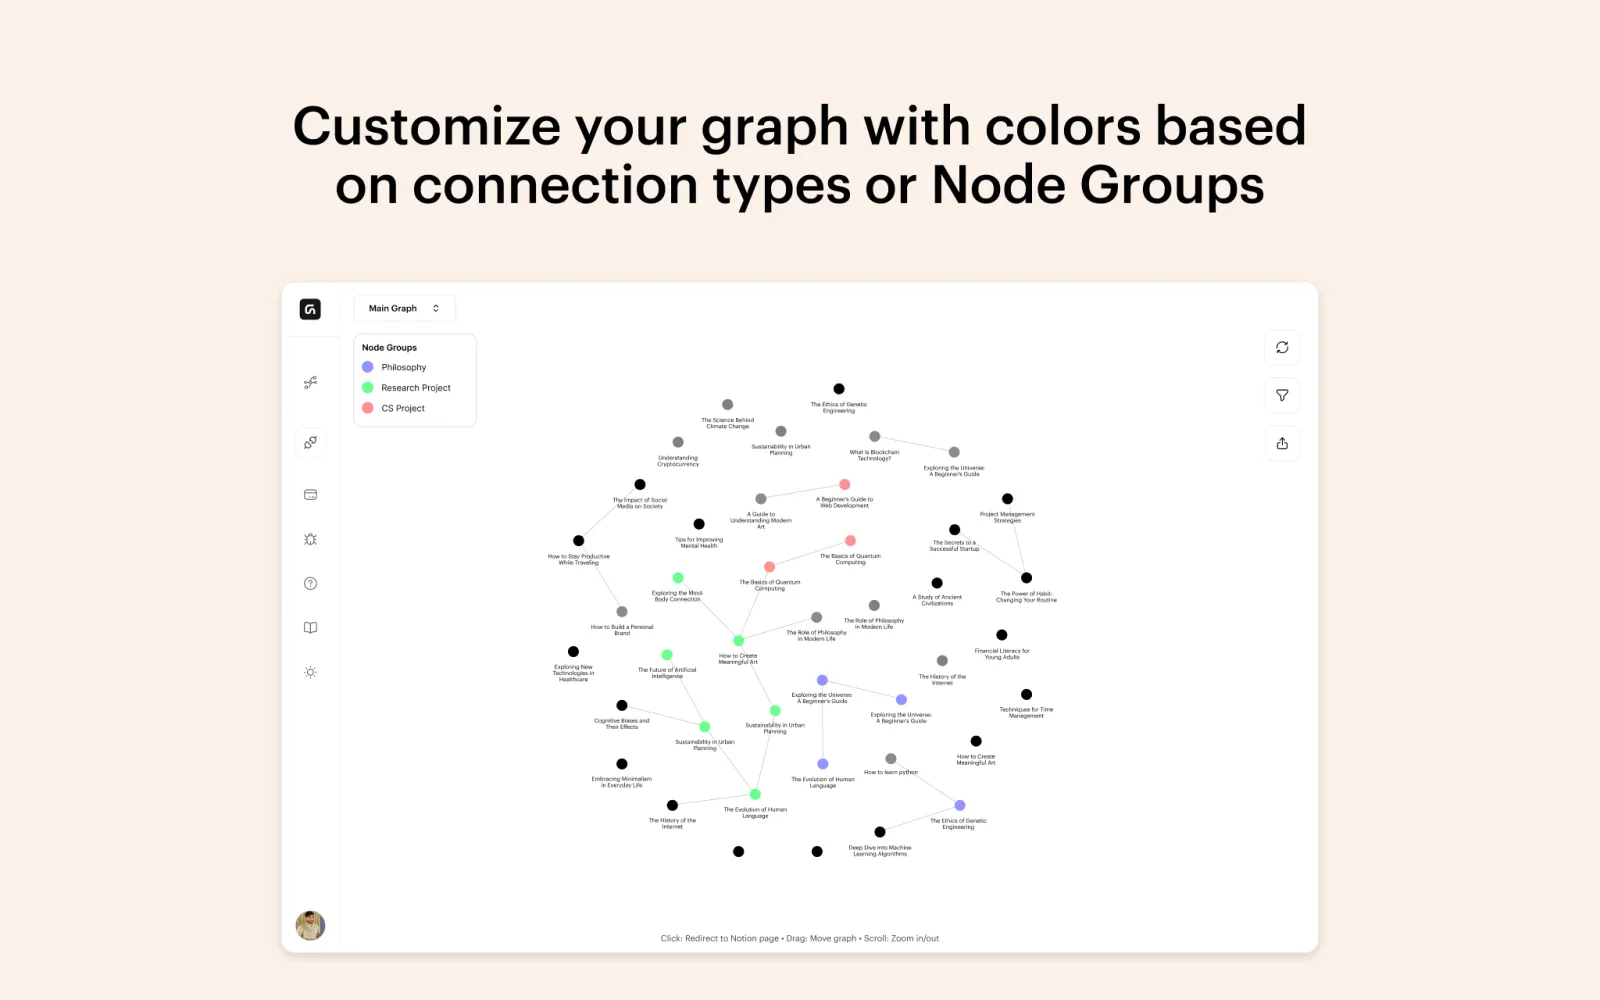 Customize your graph with colors based
on connection types or Node Groups
Main Graph
Node Groups
Philosophy
Research Project
CS Project
The Ethics of Genetic
Engineering
The Science Behind
Climate Change
Sustainability in Urban
Planning
What Is Blockchain
Technology?
Understanding
Cryptocurrency
Exploring the Universe:
A Beginner's Guide
The Impact of Social
Media on Society
A Guide to
Understanding Modern
Art
A Beginner's Guide to
Web Development
Project Management
Strategies
Tips for Improving
Mental Health
The Secrets to a
Successful Startup
How to Stay Productive
While Traveling
The Basics of Quantum
Computing
The Basics of Quantum
Computing
Exploring the Mind-
Body Connection
A Study of Ancient
Civilizations
The Power of Habit:
Changing Your Routine
How to Build a Personal
Brand
The Role of Philosophy
in Modern Life
The Role of Philosophy
in Modern Life
How to Create
Meaningful Art
Financial Literacy for
Young Adults
Exploring New
Technologies in
Healthcare
The Future of Artificial
Intelligence
The History of the
Internet
Exploring the Universe:
A Beginner's Guide
Exploring the Universe:
A Beginner's Guide
Techniques for Time
Management
Cognitive Biases and
Their Effects
Sustainability in Urban
Planning
Sustainability in Urban
Planning
How to Create
Meaningful Art
Embracing Minimalism
in Everyday Life
The Evolution of Human
Language
How to learn python
The History of the
Internet
The Evolution of Human
Language
The Ethics of Genetic
Engineering
Deep Dive into Machine
Learning Algorithms
Click: Redirect to Notion page • Drag: Move graph • Scroll: Zoom in/out